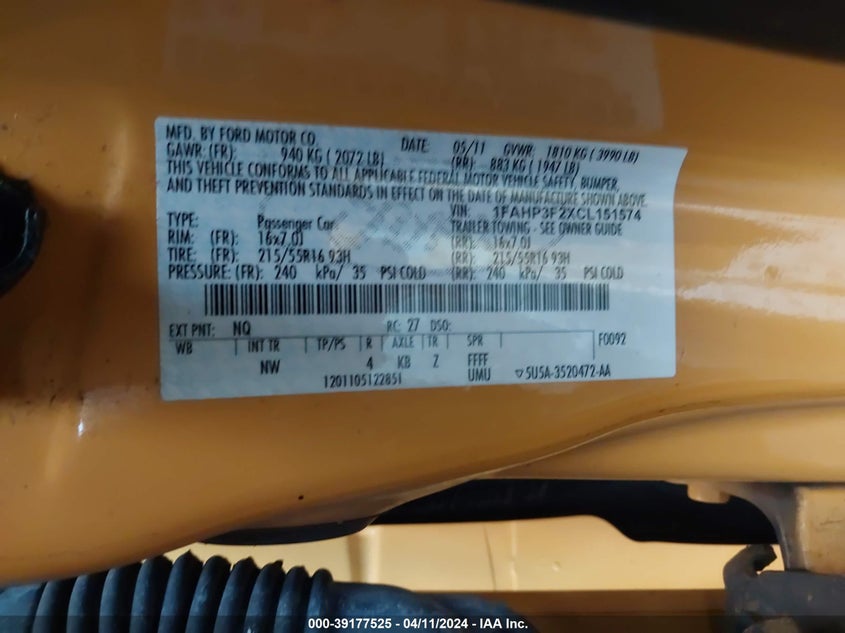 MFD. BY FORD MOTOR CO.
DATE: 05/11 GVWR: 1810 KG ( 3990 LB)
GAWR: (FR): 940 KG ( 2072 LB) (RR): 883 KG ( 1947 LB)
THIS VEHICLE CONFORMS TO ALL APPLICABLE FEDERAL MOTOR VEHICLE SAFETY, BUMPER,
AND THEFT PREVENTION STANDARDS IN EFFECT ON THE DATE OF MANUFACTURE SHOWN ABOVE.
VIN: 1FAHP3F2XCL151574
TYPE: Passenger Car TRAILER TOWING - SEE OWNER GUIDE
RIM: (FR): 16x7.0J (RR): 16x7.0J
TIRE: (FR): 215/55R16 93H (RR): 215/55R16 93H
PRESSURE: (FR): 240 kPa/ 35 PSI COLD (RR): 240 kPa/ 35 PSI COLD
EXT PNT: NQ RC: 27 DSO: F0092
WB INT TR TP/PS R AXLE TR SPR
NW 4 KB Z FFFF
1201105122851 UMU 5U5A-3520472-AA
000-39177525 - 04/11/2024 - IAAI Inc.